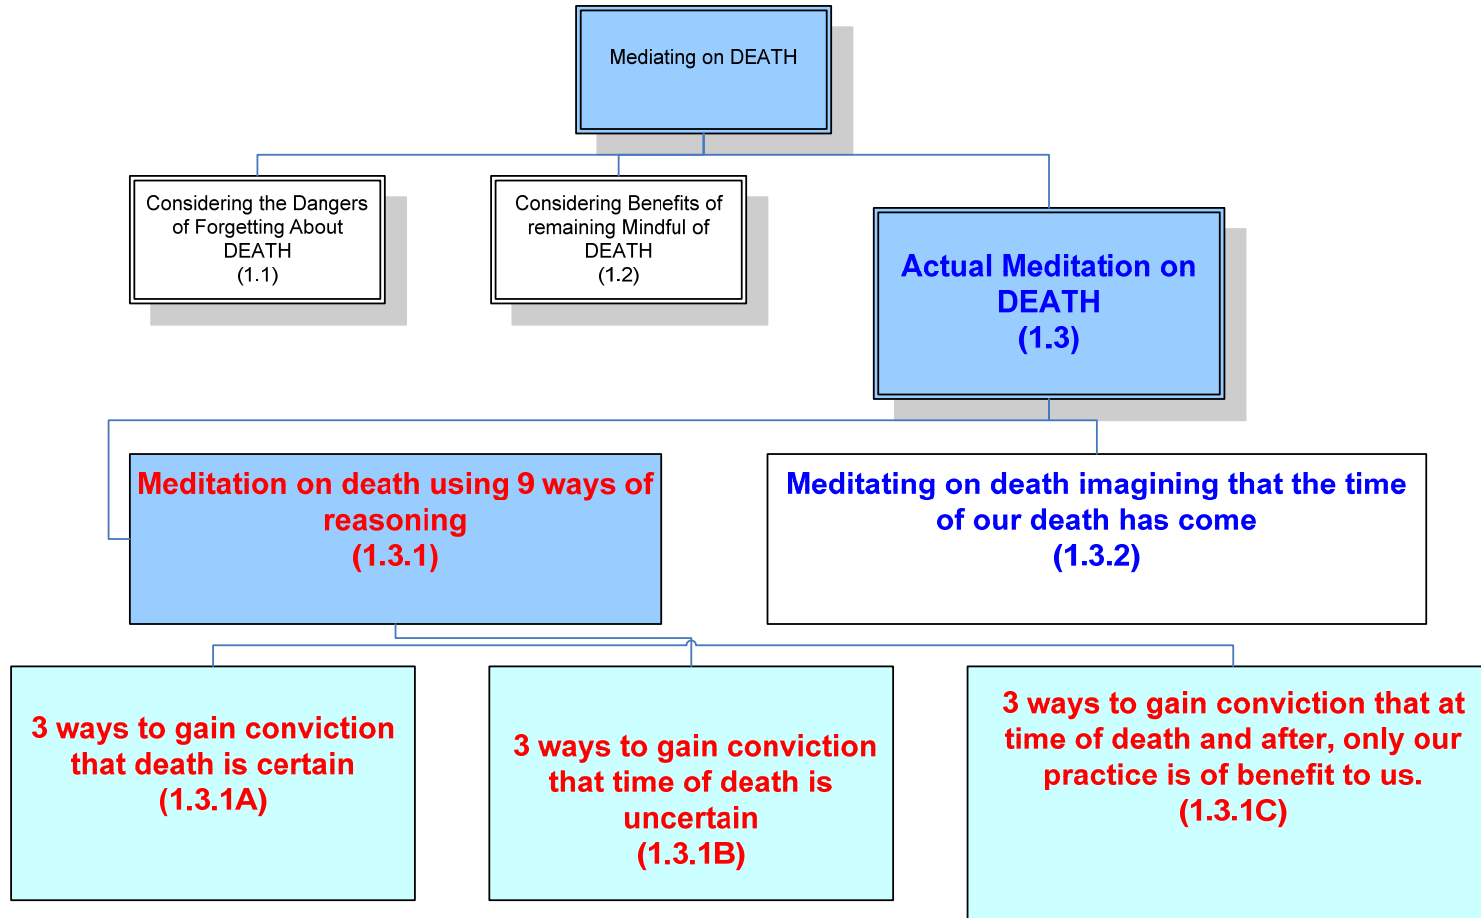 Mediating on DEATH
Considering the Dangers
of Forgetting About
DEATH
(1.1)
Considering Benefits of
remaining Mindful of
DEATH
(1.2)
Actual Meditation on
DEATH
(1.3)
Meditation on death using 9 ways of
reasoning
(1.3.1)
Meditating on death imagining that the time
of our death has come
(1.3.2)
3 ways to gain conviction
that death is certain
(1.3.1A)
3 ways to gain conviction
that time of death is
uncertain
(1.3.1B)
3 ways to gain conviction that at
time of death and after, only our
practice is of benefit to us.
(1.3.1C)